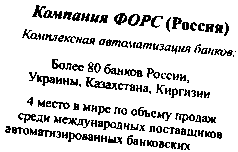 Компания ФОРС (Россия)
Комплексная автоматизация банков:
Более 80 банков России,
Украины, Казахстана, Киргизии
4 место в мире по объему продаж
среди международных поставщиков
автоматизированных банковских